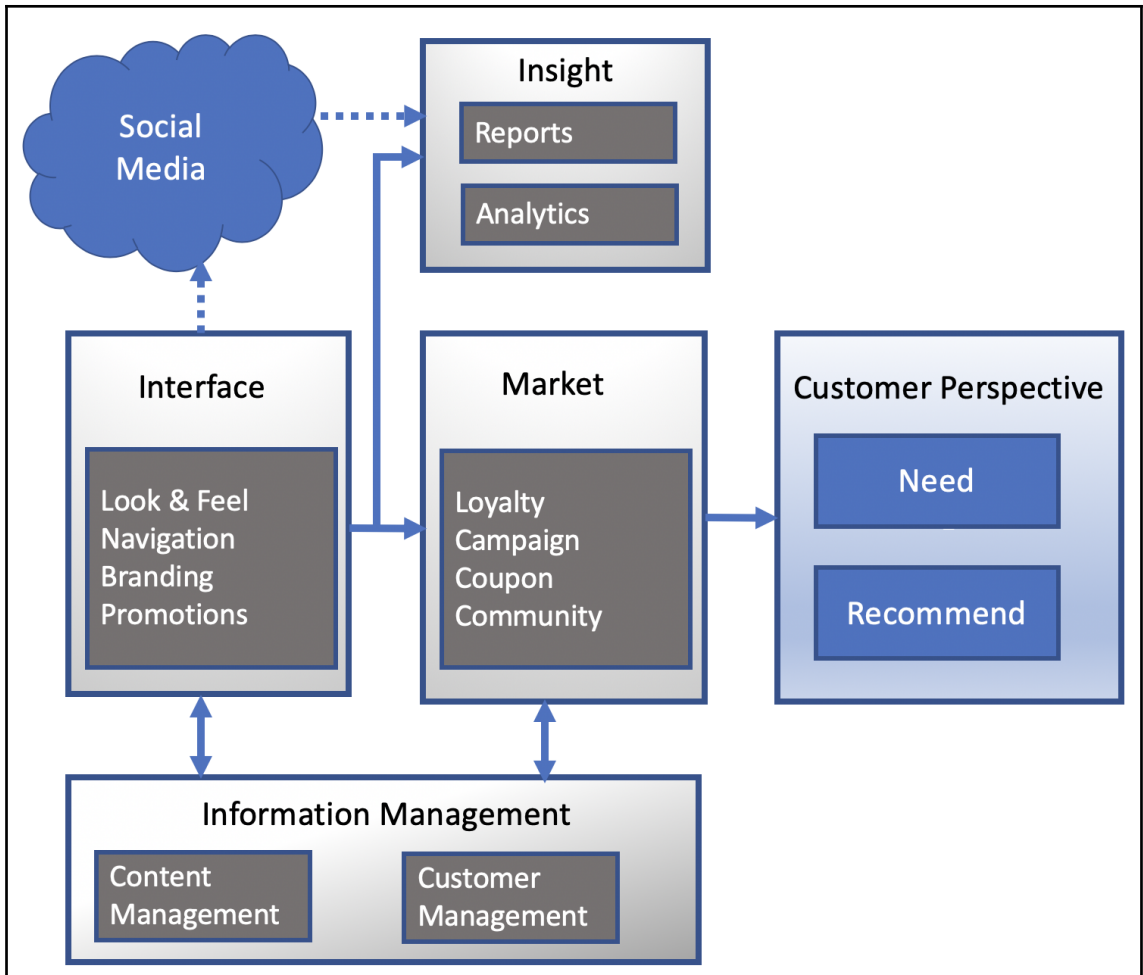 Social
Media
Insight
Reports
Analytics
Interface
Look & Feel
Navigation
Branding
Promotions
Market
Loyalty
Campaign
Coupon
Community
Customer Perspective
Need
Recommend
Information Management
Content
Management
Customer
Management